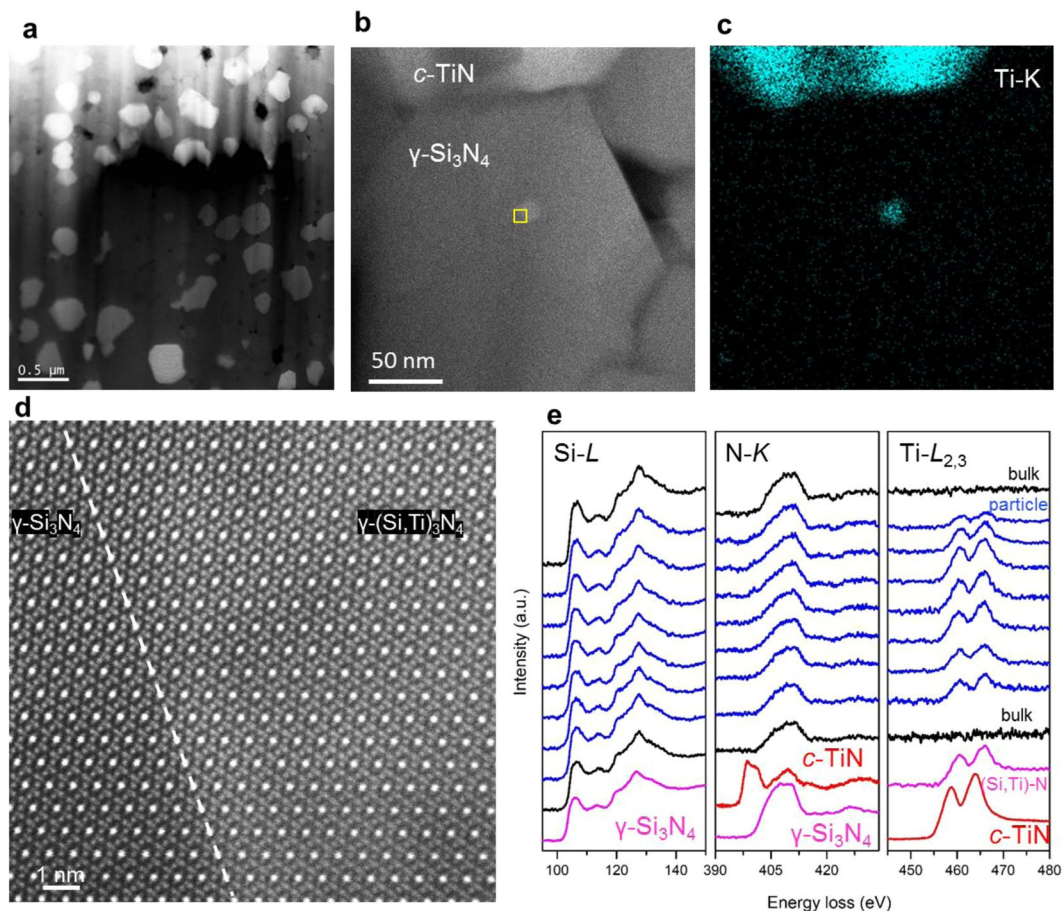 a
0.5 µm
b
c-TiN
γ-Si₃N₄
50 nm
c
Ti-K
d
γ-Si₃N₄
γ-(Si,Ti)₃N₄
1 nm
e
Si-L
N-K
Ti-L₂,₃
bulk
particle
bulk
(Si,Ti)-N
c-TiN
c-TiN
γ-Si₃N₄
γ-Si₃N₄
Intensity (a.u.)
100 120 140 390 405 420 450 460 470 480
Energy loss (eV)